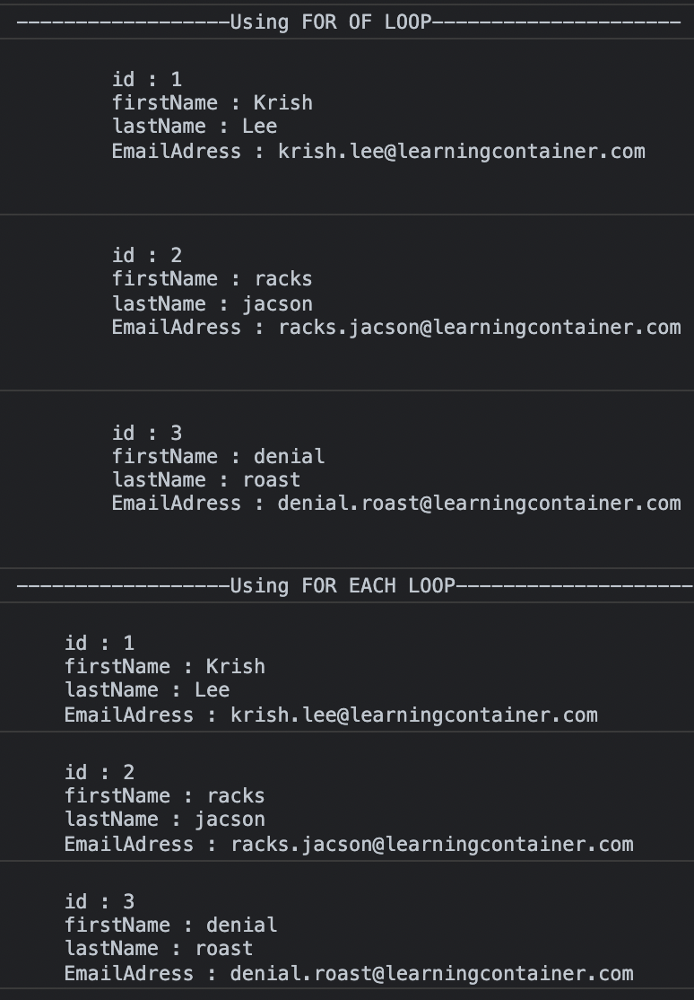 ------------------Using FOR OF LOOP---------------------
id : 1
firstName : Krish
lastName : Lee
EmailAdress : krish.lee@learningcontainer.com
id : 2
firstName : racks
lastName : jacson
EmailAdress : racks.jacson@learningcontainer.com
id : 3
firstName : denial
lastName : roast
EmailAdress : denial.roast@learningcontainer.com
------------------Using FOR EACH LOOP--------------------
id : 1
firstName : Krish
lastName : Lee
EmailAdress : krish.lee@learningcontainer.com
id : 2
firstName : racks
lastName : jacson
EmailAdress : racks.jacson@learningcontainer.com
id : 3
firstName : denial
lastName : roast
EmailAdress : denial.roast@learningcontainer.com